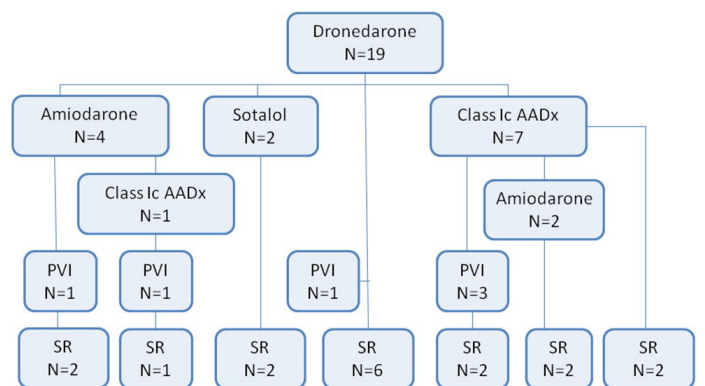 Dronedarone
N=19
Amiodarone
N=4
Sotalol
N=2
Class Ic AADx
N=7
Class Ic AADx
N=1
Amiodarone
N=2
PVI
N=1
PVI
N=1
PVI
N=1
PVI
N=3
SR
N=2
SR
N=1
SR
N=2
SR
N=6
SR
N=2
SR
N=2
SR
N=2